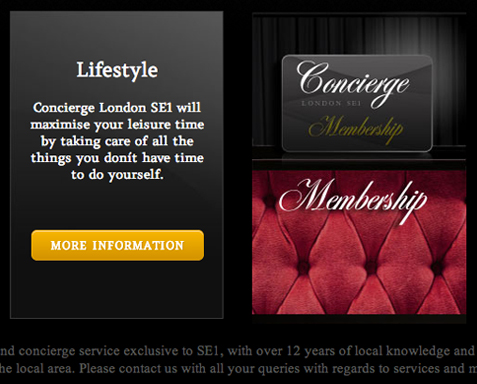 Lifestyle
Concierge London SE1 will
maximise your leisure time
by taking care of all the
things you donít have time
to do yourself.
MORE INFORMATION
Concierge
LONDON SE1
Membership
Membership
nd concierge service exclusive to SE1, with over 12 years of local knowledge and
he local area. Please contact us with all your queries with regards to services and m